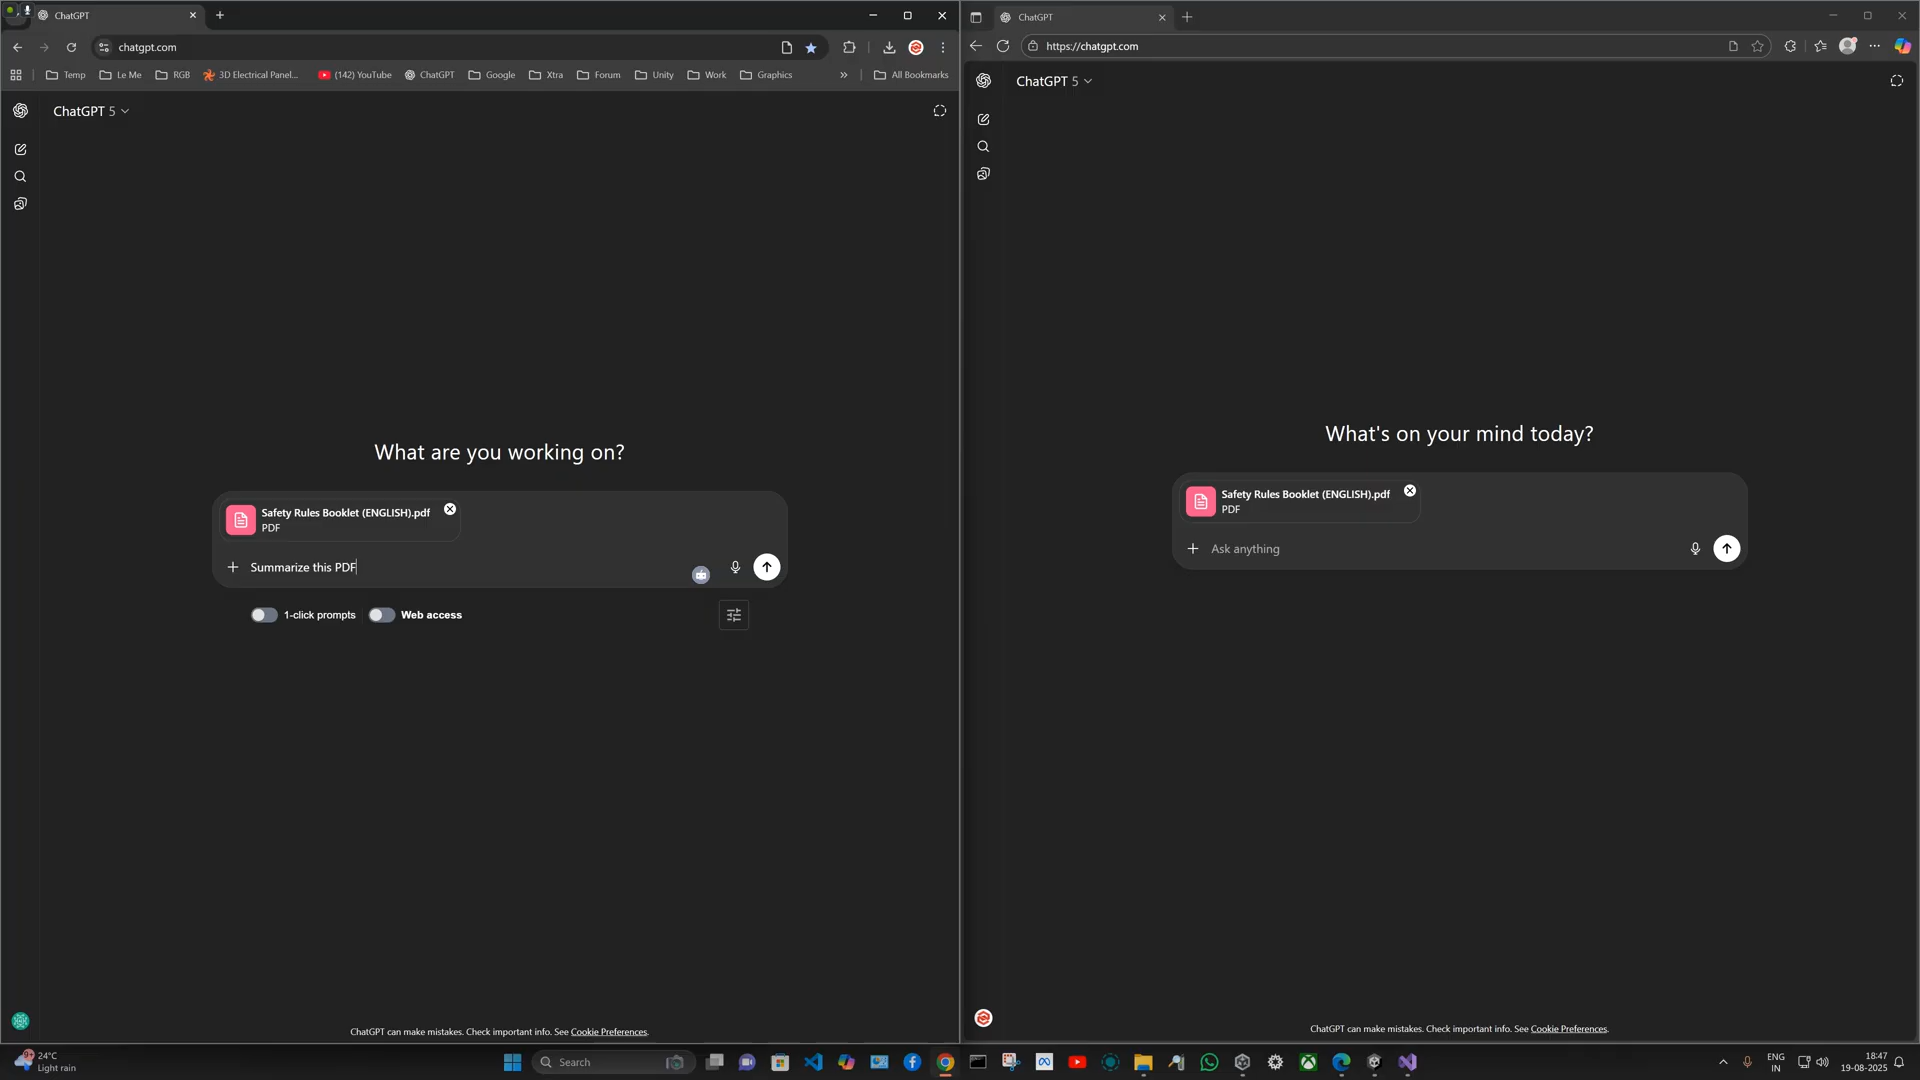 ChatGPT
chatgpt.com
Temp
Le Me
RGB
3D Electrical Panel...
(142) YouTube
ChatGPT
Google
Xtra
Forum
Unity
Work
Graphics
All Bookmarks
ChatGPT 5
What are you working on?
Safety Rules Booklet (ENGLISH).pdf
PDF
Summarize this PDF
1-click prompts
Web access
ChatGPT can make mistakes. Check important info. See Cookie Preferences.
ChatGPT
https://chatgpt.com
ChatGPT 5
What's on your mind today?
Safety Rules Booklet (ENGLISH).pdf
PDF
Ask anything
ChatGPT can make mistakes. Check important info. See Cookie Preferences.
24°C
Light rain
Search
ENG
IN
18:47
19-08-2025